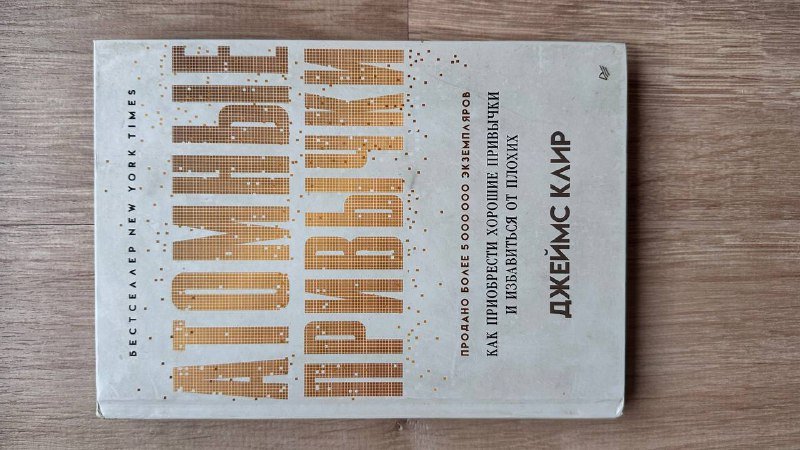 БЕСТСЕЛЛЕР NEW YORK TIMES
АТОМНЫЕ
ПРИВЫЧКИ
ПРОДАНО БОЛЕЕ 5 000 000 ЭКЗЕМПЛЯРОВ
КАК ПРИОБРЕСТИ ХОРОШИЕ ПРИВЫЧКИ
И ИЗБАВИТЬСЯ ОТ ПЛОХИХ
ДЖЕЙМС КЛИР